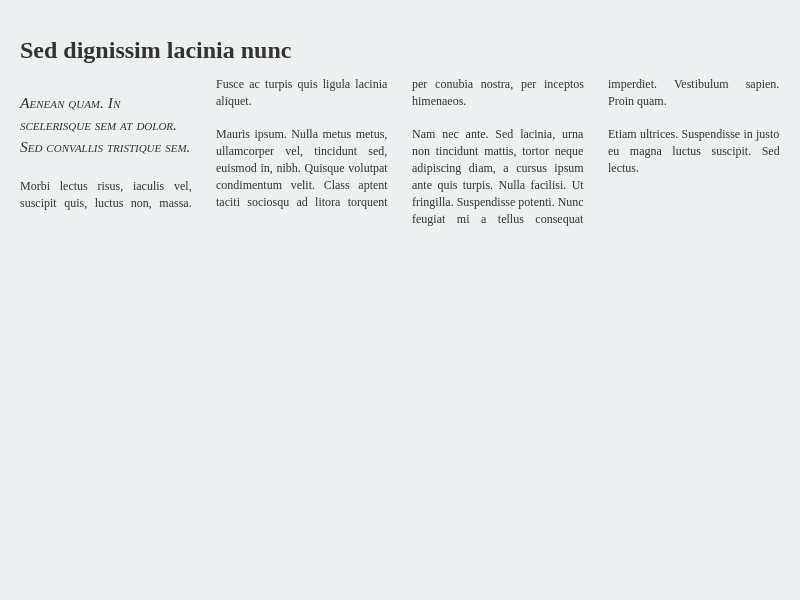 Sed dignissim lacinia nunc
Aenean quam. In
scelerisque sem at dolor.
Sed convallis tristique sem.
Morbi lectus risus, iaculis vel,
suscipit quis, luctus non, massa.
Fusce ac turpis quis ligula lacinia
aliquet.
Mauris ipsum. Nulla metus metus,
ullamcorper vel, tincidunt sed,
euismod in, nibh. Quisque volutpat
condimentum velit. Class aptent
taciti sociosqu ad litora torquent
per conubia nostra, per inceptos
himenaeos.
Nam nec ante. Sed lacinia, urna
non tincidunt mattis, tortor neque
adipiscing diam, a cursus ipsum
ante quis turpis. Nulla facilisi. Ut
fringilla. Suspendisse potenti. Nunc
feugiat mi a tellus consequat
imperdiet. Vestibulum sapien.
Proin quam.
Etiam ultrices. Suspendisse in justo
eu magna luctus suscipit. Sed
lectus.